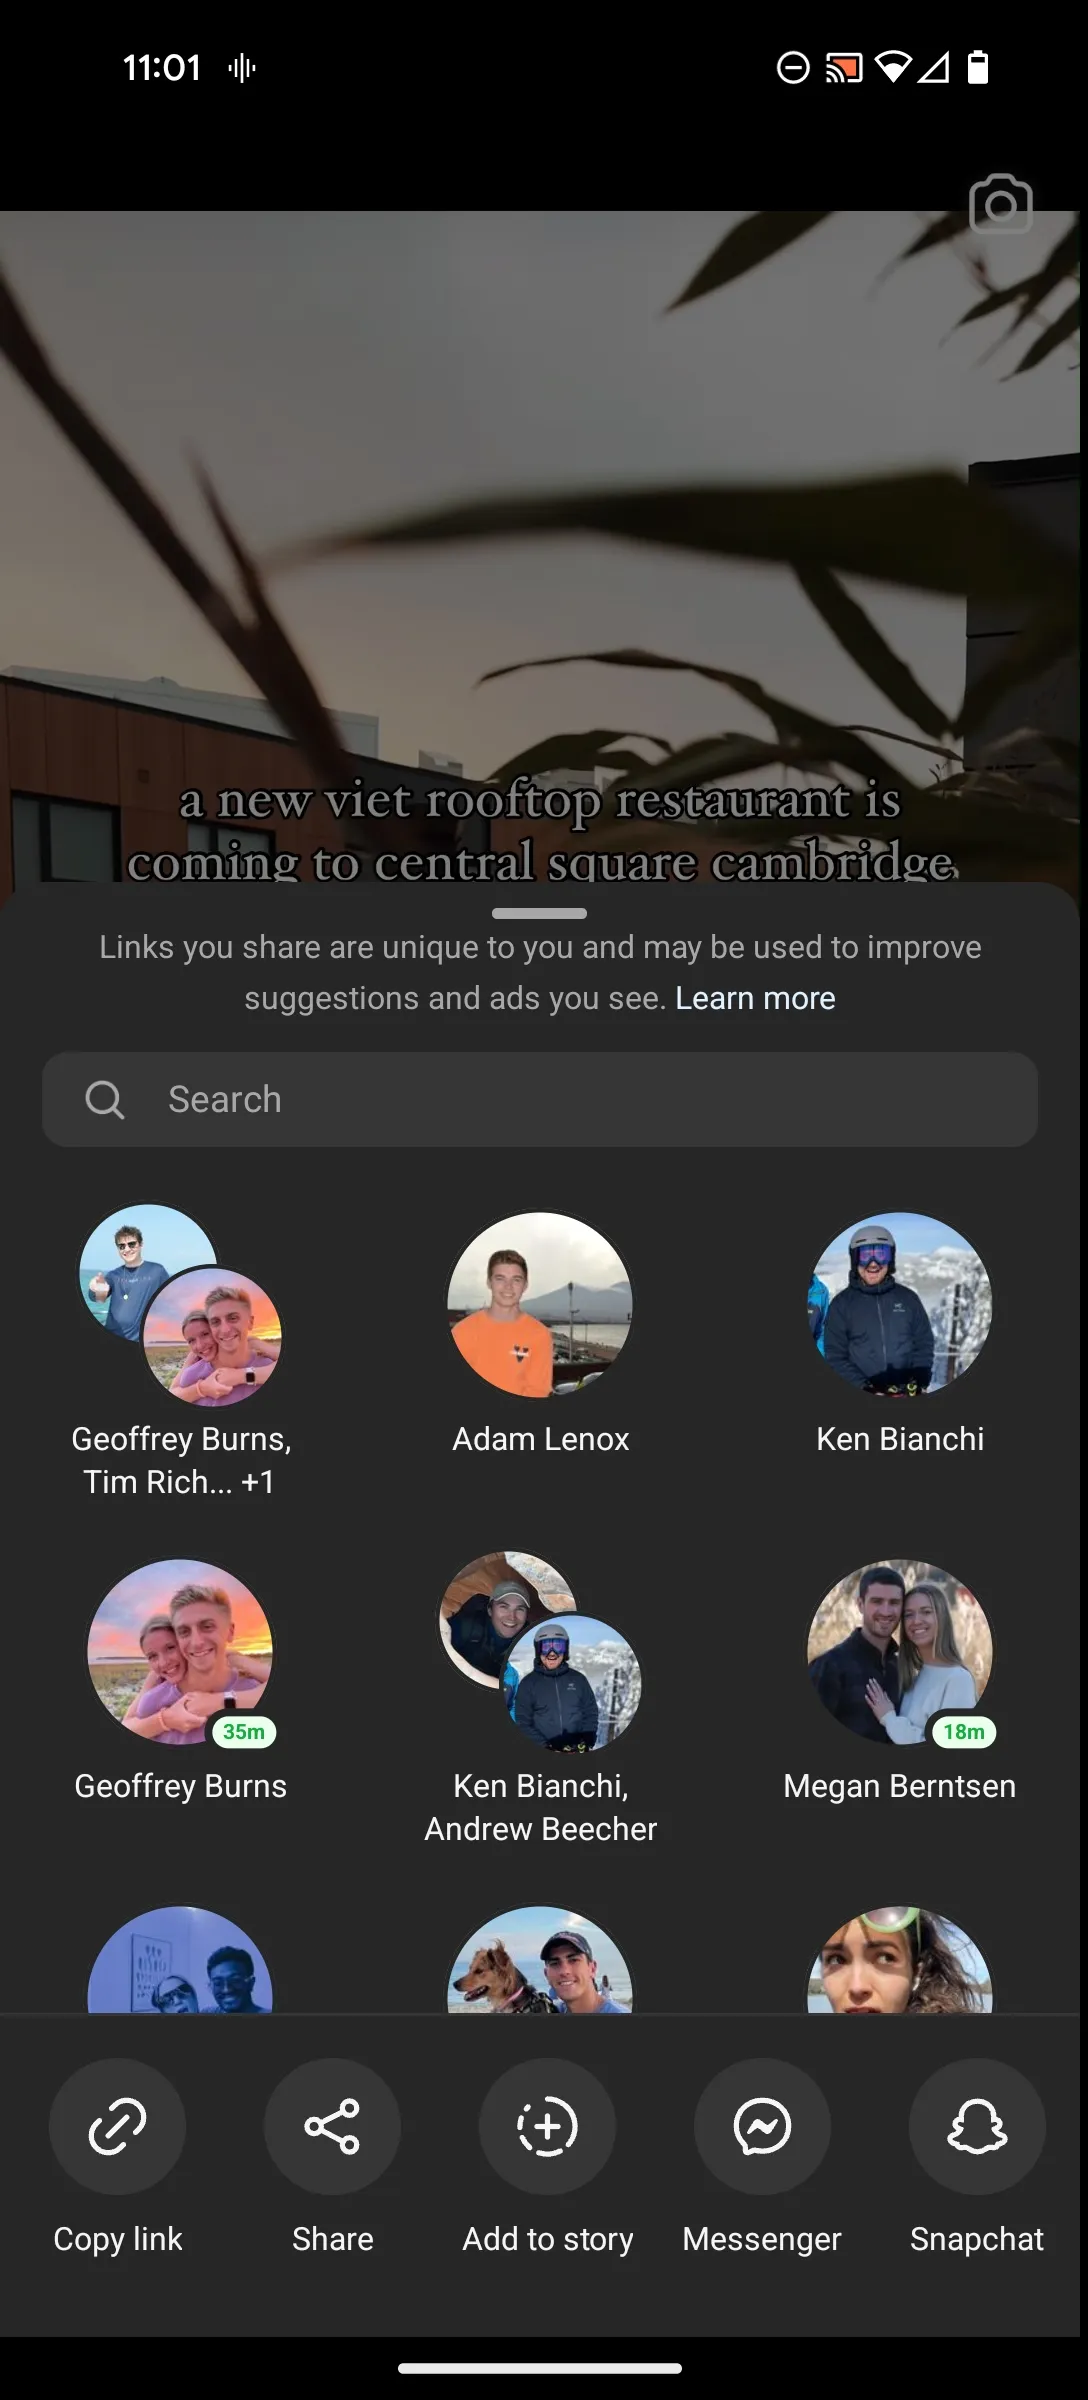 11:01
a new viet rooftop restaurant is
coming to central square cambridge
Links you share are unique to you and may be used to improve
suggestions and ads you see. Learn more
Search
Geoffrey Burns,
Tim Rich... +1
Adam Lenox
Ken Bianchi
35m
18m
Geoffrey Burns
Ken Bianchi,
Andrew Beecher
Megan Berntsen
Copy link
Share
Add to story
Messenger
Snapchat